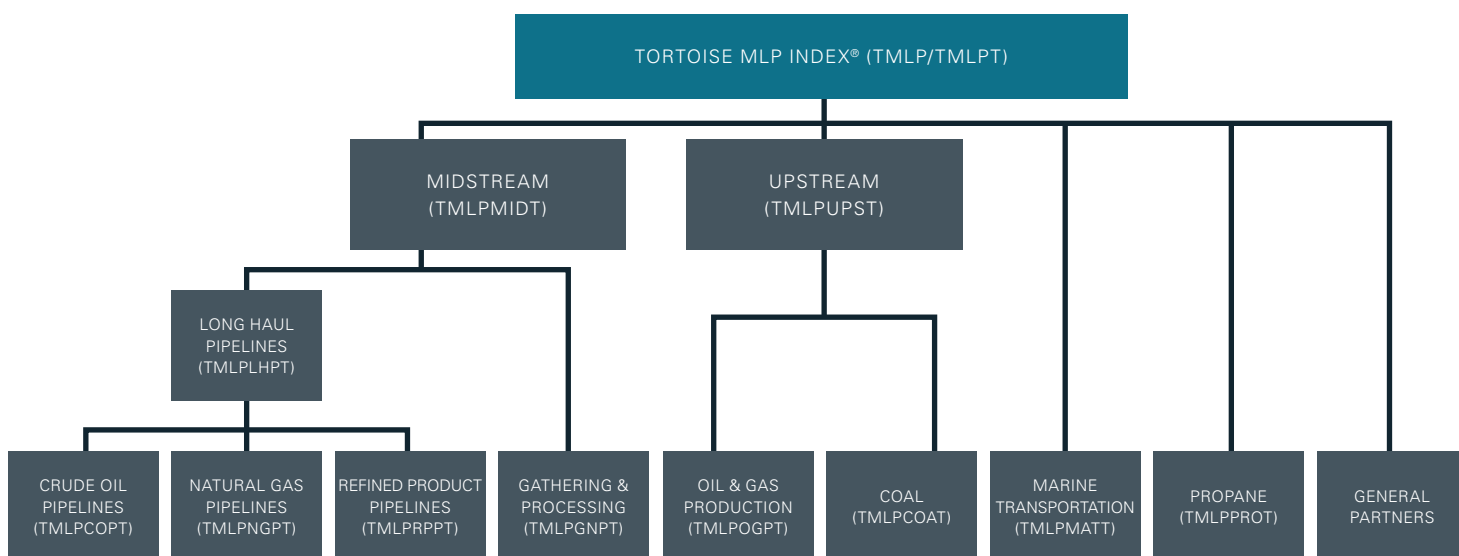 TORTOISE MLP INDEX® (TMLP/TMLPT)
MIDSTREAM
(TMLPMIDT)
UPSTREAM
(TMLPUPST)
LONG HAUL
PIPELINES
(TMLPLHPT)
CRUDE OIL
PIPELINES
(TMLPCOPT)
NATURAL GAS
PIPELINES
(TMLPNGPT)
REFINED PRODUCT
PIPELINES
(TMLPRPPT)
GATHERING &
PROCESSING
(TMLPGNPT)
OIL & GAS
PRODUCTION
(TMLPOGPT)
COAL
(TMLPCOAT)
MARINE
TRANSPORTATION
(TMLPMATT)
PROPANE
(TMLPPROT)
GENERAL
PARTNERS